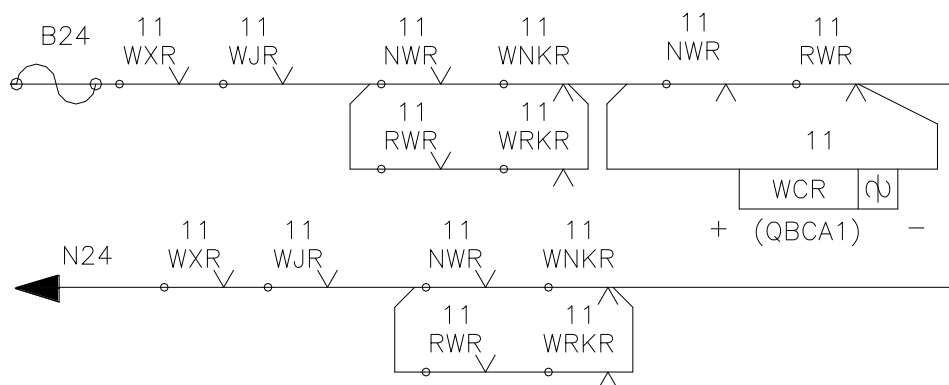 B24
11 WXR
11 WJR
11 NWR
11 WNKR
11 NWR
11 RWR
11 RWR
11 WRKR
11
WCR
+ (QBCA1) −
N24
11 WXR
11 WJR
11 NWR
11 WNKR
11 RWR
11 WRKR